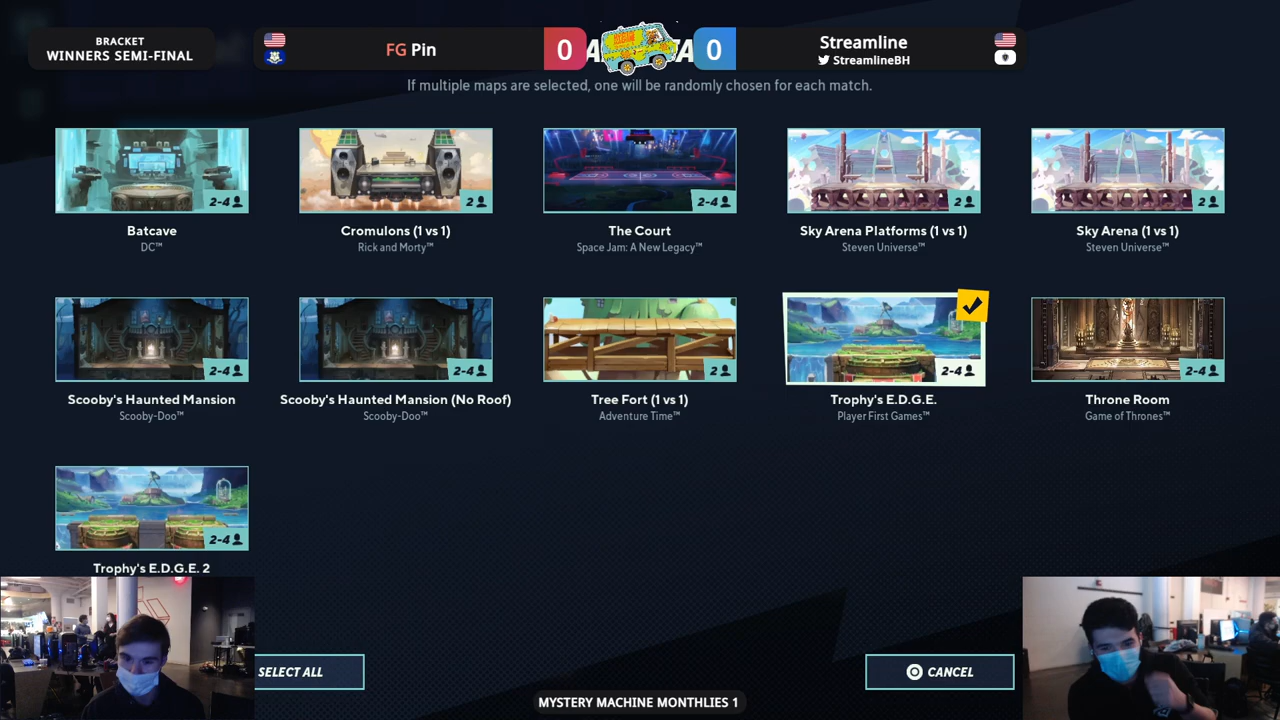 BRACKET
WINNERS SEMI-FINAL
FG Pin
0
0
Streamline
StreamlineBH
If multiple maps are selected, one will be randomly chosen for each match.
2-4
2
2-4
2
2
Batcave
Cromulons (1 vs 1)
The Court
Sky Arena Platforms (1 vs 1)
Sky Arena (1 vs 1)
DC™
Rick and Morty™
Space Jam: A New Legacy™
Steven Universe™
Steven Universe™
2-4
2-4
2
2-4
2-4
Scooby's Haunted Mansion
Scooby's Haunted Mansion (No Roof)
Tree Fort (1 vs 1)
Trophy's E.D.G.E.
Throne Room
Scooby-Doo™
Scooby-Doo™
Adventure Time™
Player First Games™
Game of Thrones™
2-4
Trophy's E.D.G.E. 2
SELECT ALL
CANCEL
MYSTERY MACHINE MONTHLIES 1